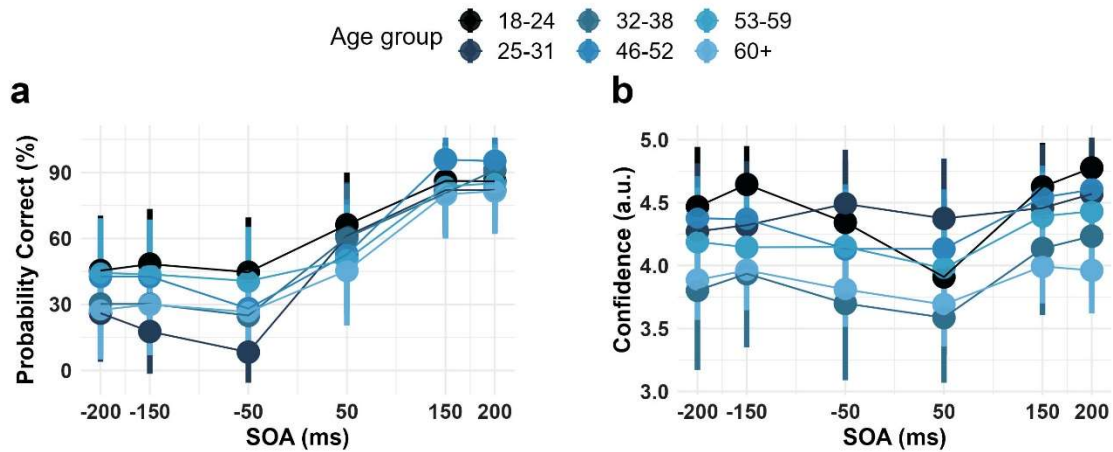 Age group
18-24 32-38 53-59
25-31 46-52 60+
a
b
Probability Correct (%)
90
60
30
0
-200 -150 -50 50 150 200
SOA (ms)
Confidence (a.u.)
5.0
4.5
4.0
3.5
3.0
-200 -150 -50 50 150 200
SOA (ms)